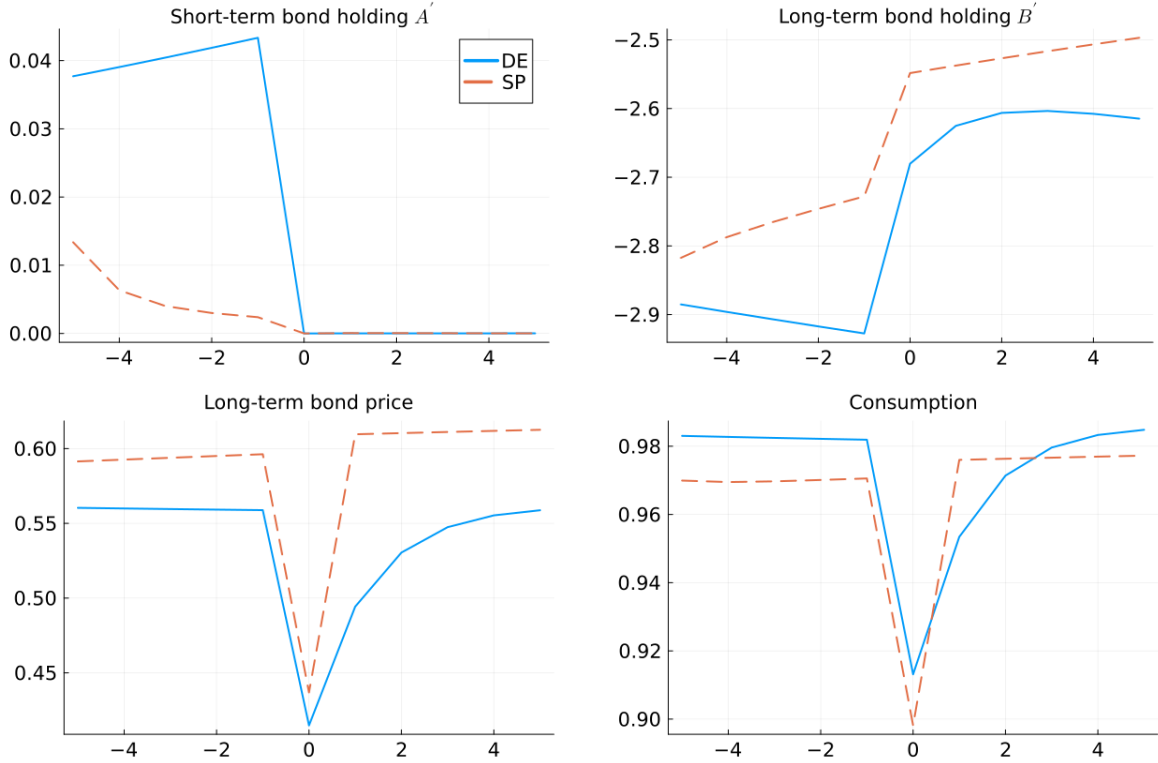 Short-term bond holding A′
0.04
0.03
0.02
0.01
0.00
−4 −2 0 2 4
DE
SP
Long-term bond holding B′
−2.5
−2.6
−2.7
−2.8
−2.9
−4 −2 0 2 4
Long-term bond price
0.60
0.55
0.50
0.45
−4 −2 0 2 4
Consumption
0.98
0.96
0.94
0.92
0.90
−4 −2 0 2 4